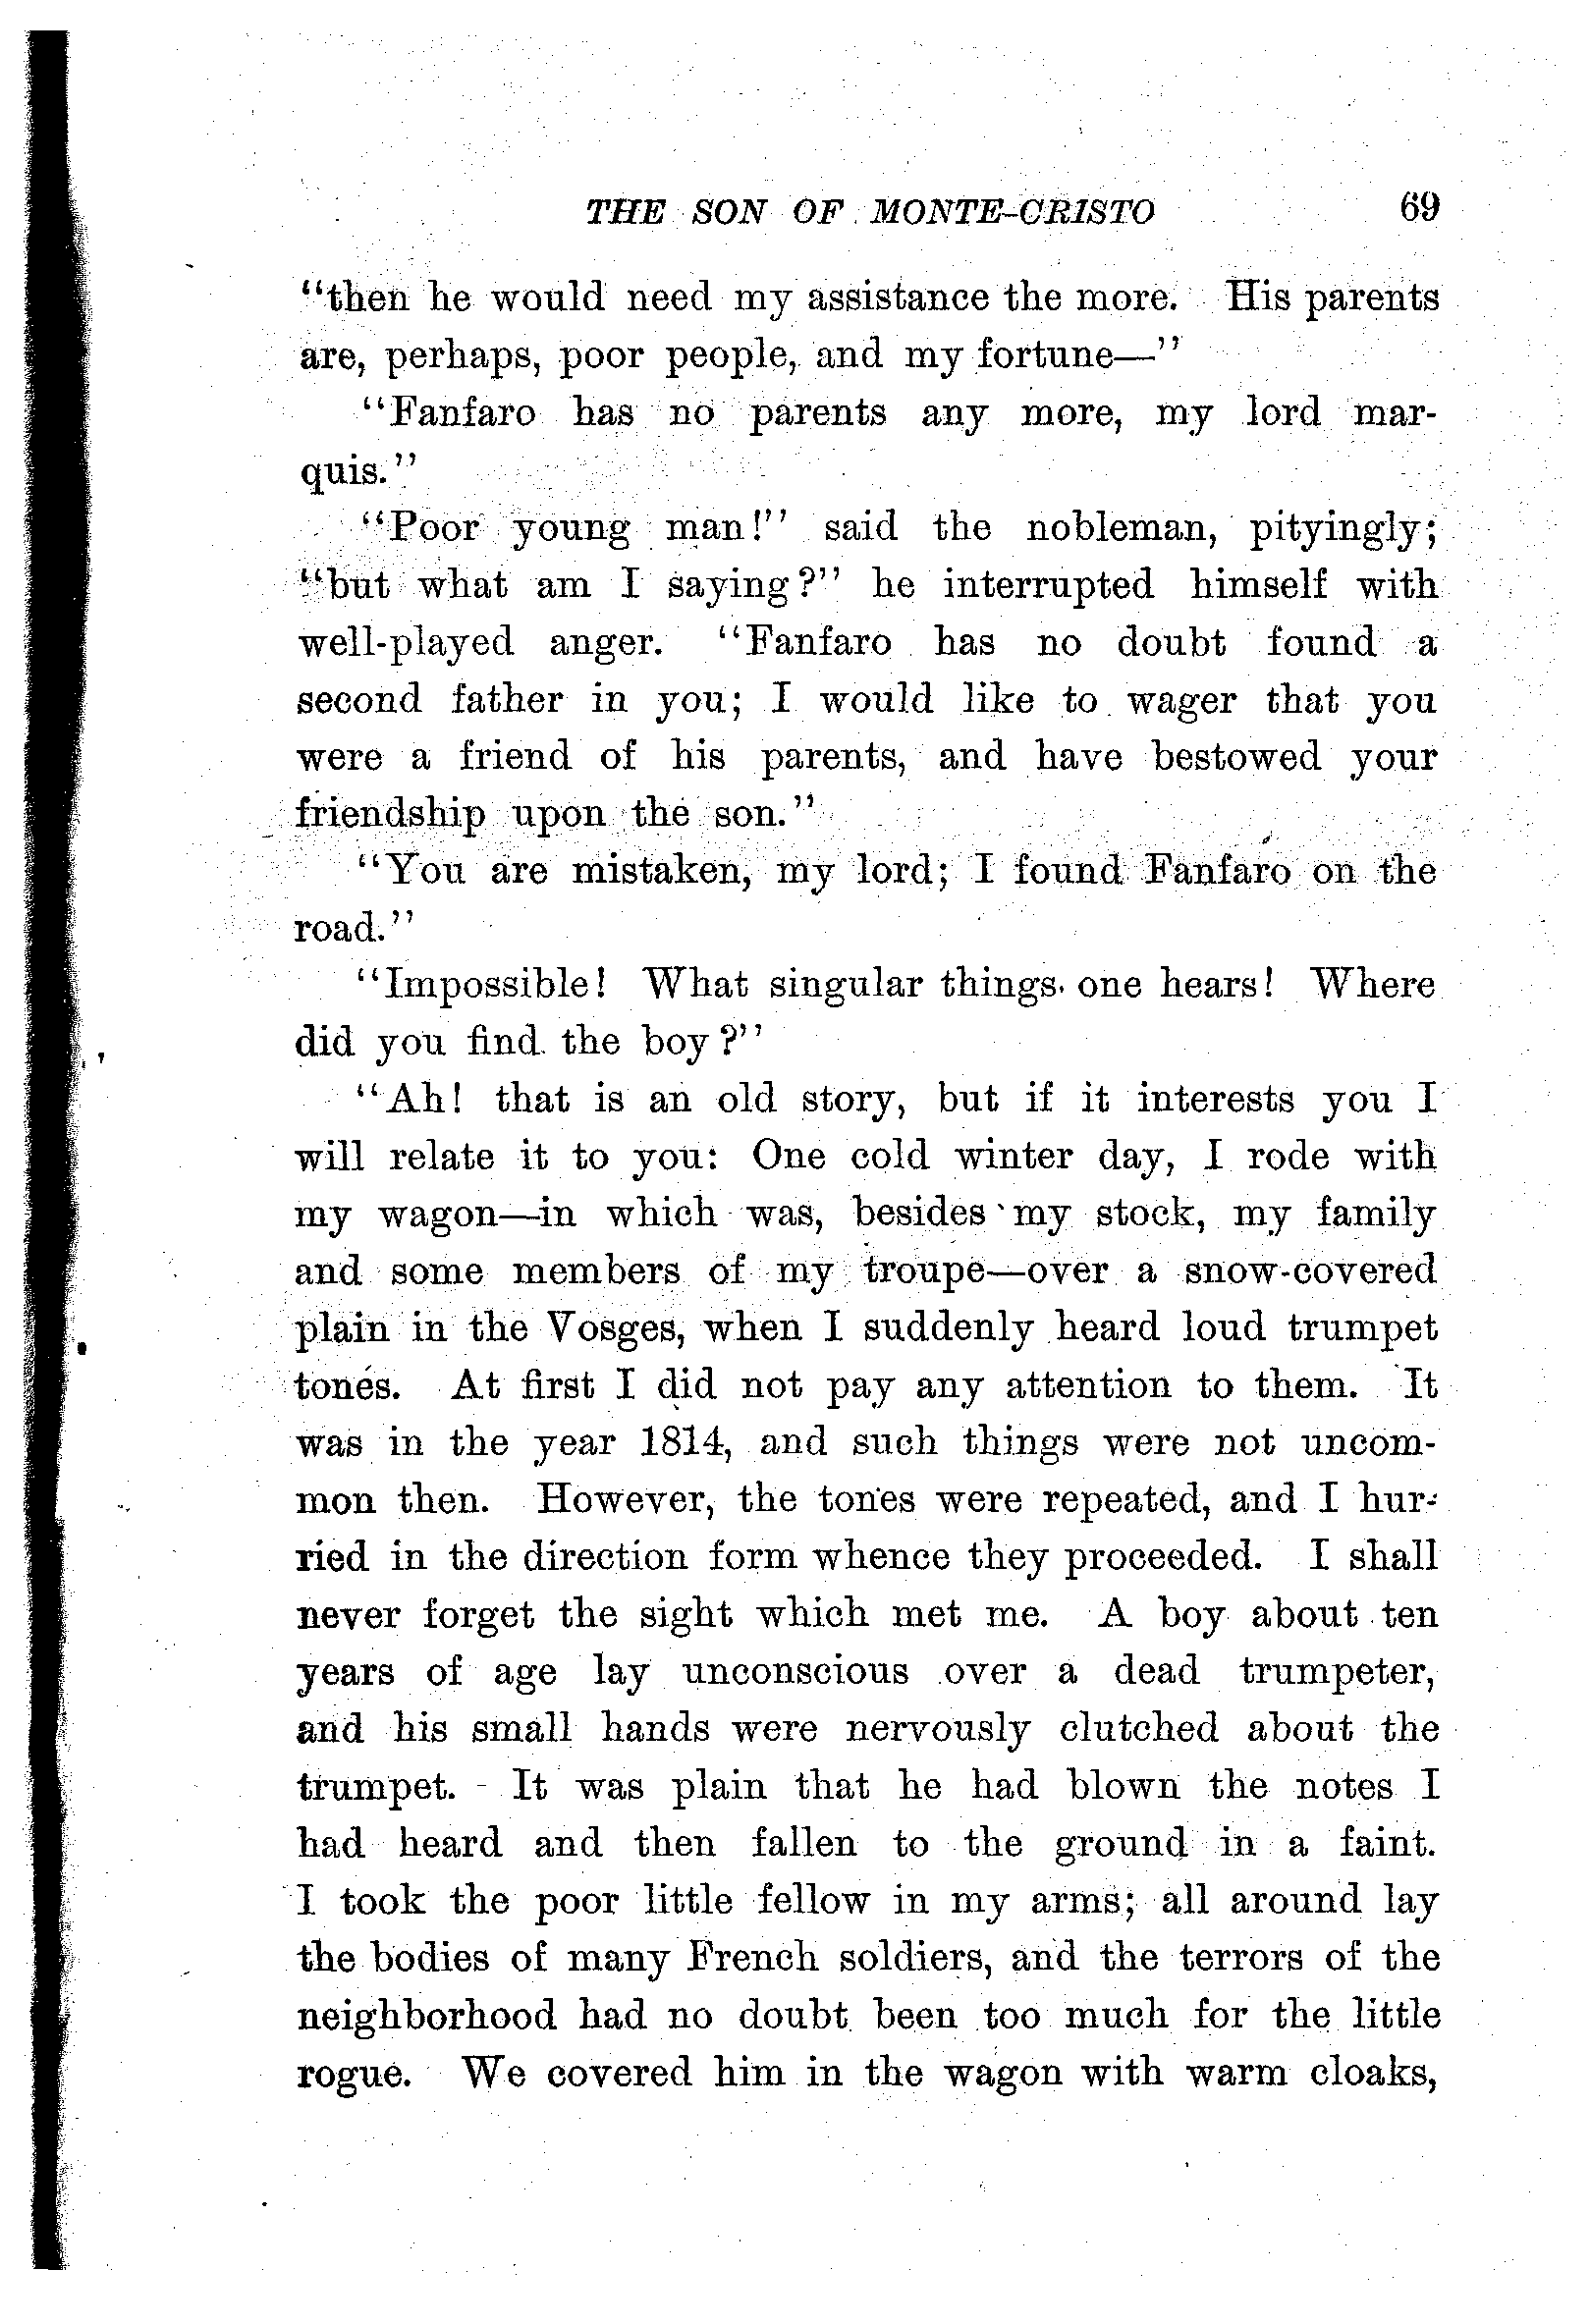 THE SON OF MONTE-CRISTO 69
"then he would need my assistance the more. His parents
are, perhaps, poor people, and my fortune—"
"Fanfaro has no parents any more, my lord mar-
quis."
"Poor young man!" said the nobleman, pityingly;
"but what am I saying?" he interrupted himself with
well-played anger. "Fanfaro has no doubt found a
second father in you; I would like to wager that you
were a friend of his parents, and have bestowed your
friendship upon the son."
"You are mistaken, my lord; I found Fanfaro on the
road."
"Impossible! What singular things one hears! Where
did you find the boy?"
"Ah! that is an old story, but if it interests you I
will relate it to you: One cold winter day, I rode with
my wagon—in which was, besides my stock, my family
and some members of my troupe—over a snow-covered
plain in the Vosges, when I suddenly heard loud trumpet
tones. At first I did not pay any attention to them. It
was in the year 1814, and such things were not uncom-
mon then. However, the tones were repeated, and I hur-
ried in the direction form whence they proceeded. I shall
never forget the sight which met me. A boy about ten
years of age lay unconscious over a dead trumpeter,
and his small hands were nervously clutched about the
trumpet. It was plain that he had blown the notes I
had heard and then fallen to the ground in a faint.
I took the poor little fellow in my arms; all around lay
the bodies of many French soldiers, and the terrors of the
neighborhood had no doubt been too much for the little
rogue. We covered him in the wagon with warm cloaks,